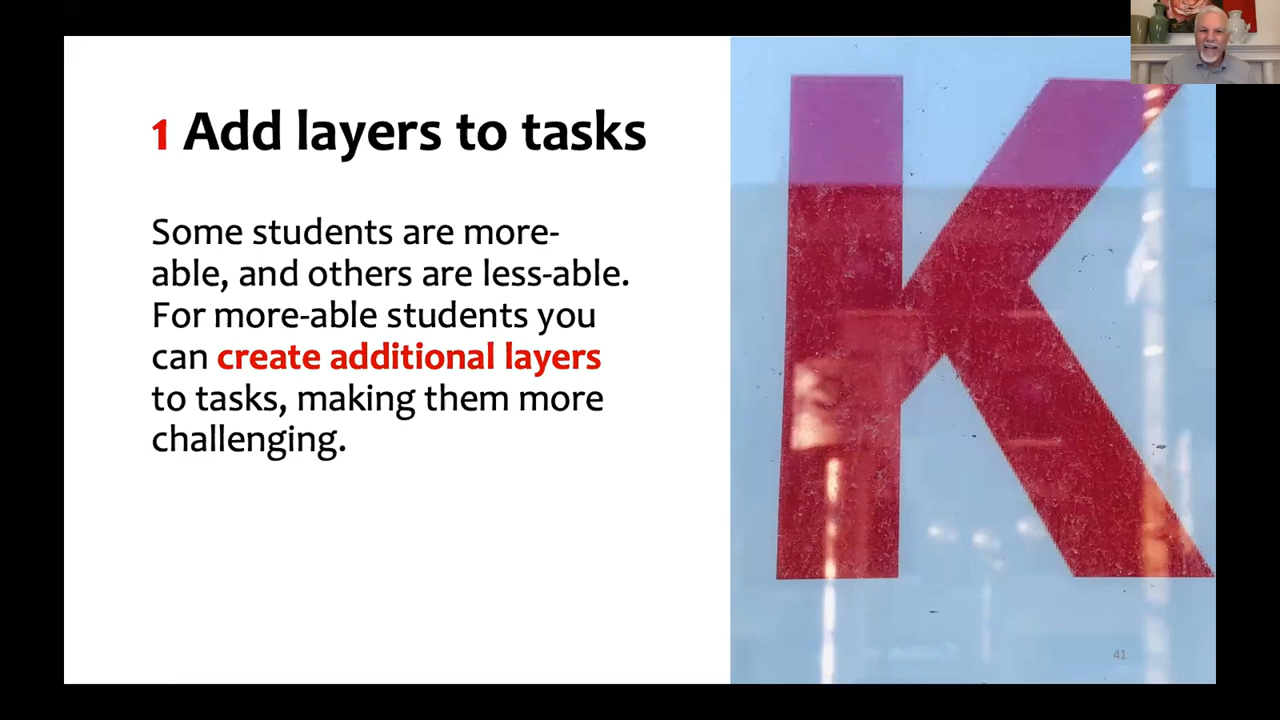 1 Add layers to tasks
Some students are more-
able, and others are less-able.
For more-able students you
can create additional layers
to tasks, making them more
challenging.
K
41